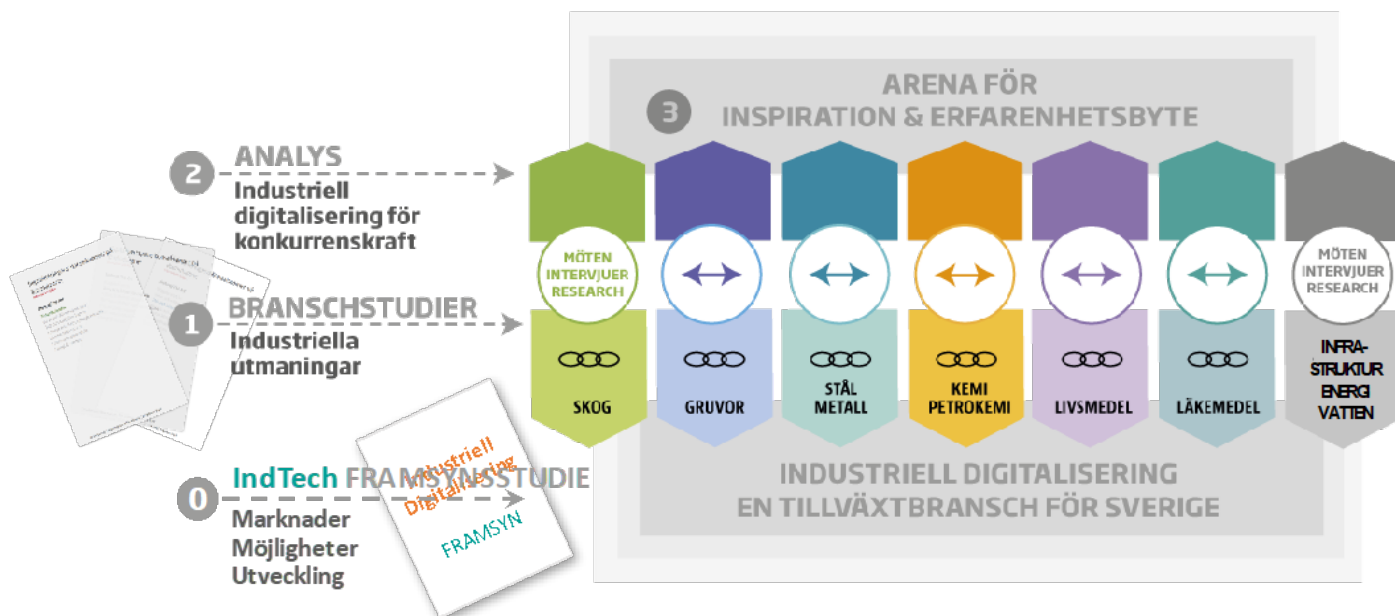 ARENA FÖR
INSPIRATION & ERFARENHETSBYTE
3
2
ANALYS
Industriell
digitalisering för
konkurrenskraft
1
BRANSCHSTUDIER
Industriella
utmaningar
0
IndTech FRAMSYNSSTUDIE
Marknader
Möjligheter
Utveckling
Industriell
Digitalisering
FRAMSYN
MÖTEN
INTERVJUER
RESEARCH
SKOG
GRUVOR
STÅL
METALL
KEMI
PETROKEMI
LIVSMEDEL
LÄKEMEDEL
MÖTEN
INTERVJUER
RESEARCH
INFRA-
STRUKTUR
ENERGI
VATTEN
INDUSTRIELL DIGITALISERING
EN TILLVÄXTBRANSCH FÖR SVERIGE